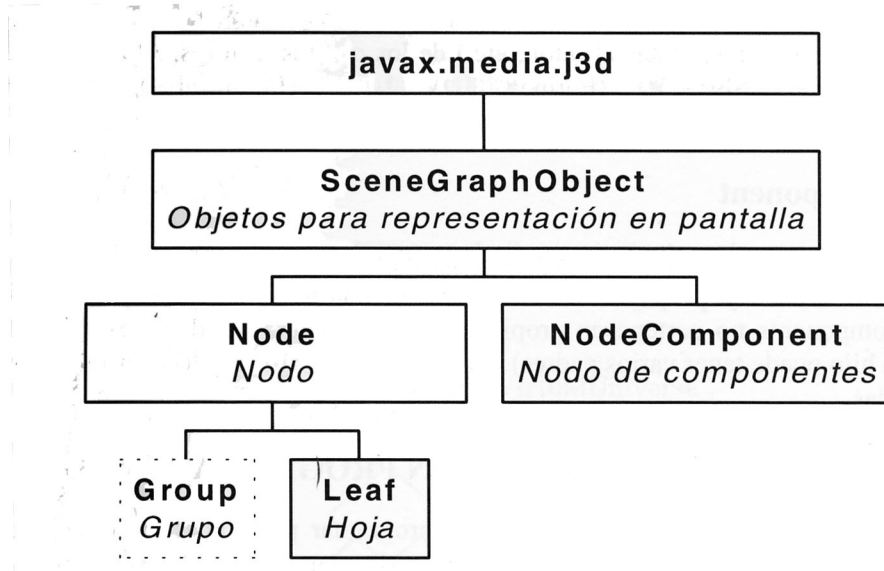 javax.media.j3d
SceneGraphObject
Objetos para representación en pantalla
Node
Nodo
NodeComponent
Nodo de componentes
Group
Grupo
Leaf
Hoja